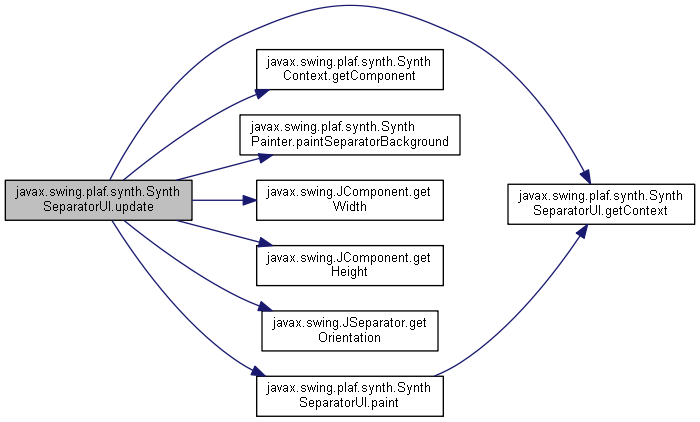 javax.swing.plaf.synth.Synth
SeparatorUI.update
javax.swing.plaf.synth.Synth
Context.getComponent
javax.swing.plaf.synth.Synth
Painter.paintSeparatorBackground
javax.swing.JComponent.get
Width
javax.swing.JComponent.get
Height
javax.swing.JSeparator.get
Orientation
javax.swing.plaf.synth.Synth
SeparatorUI.paint
javax.swing.plaf.synth.Synth
SeparatorUI.getContext